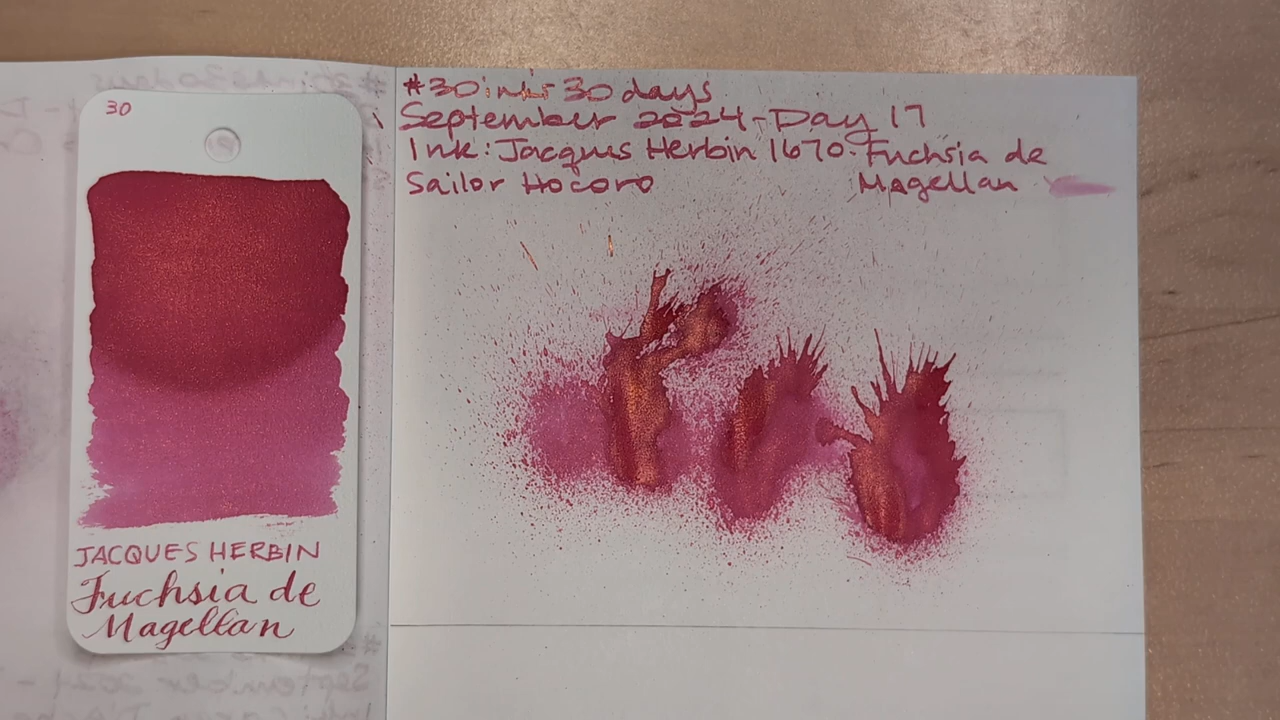 30
JACQUES HERBIN
Fuchsia de
Magellan
#30inks30days
September 2024-Day 17
Ink: Jacques Herbin 1670-Fuchsia de
Sailor Hocoro Magellan